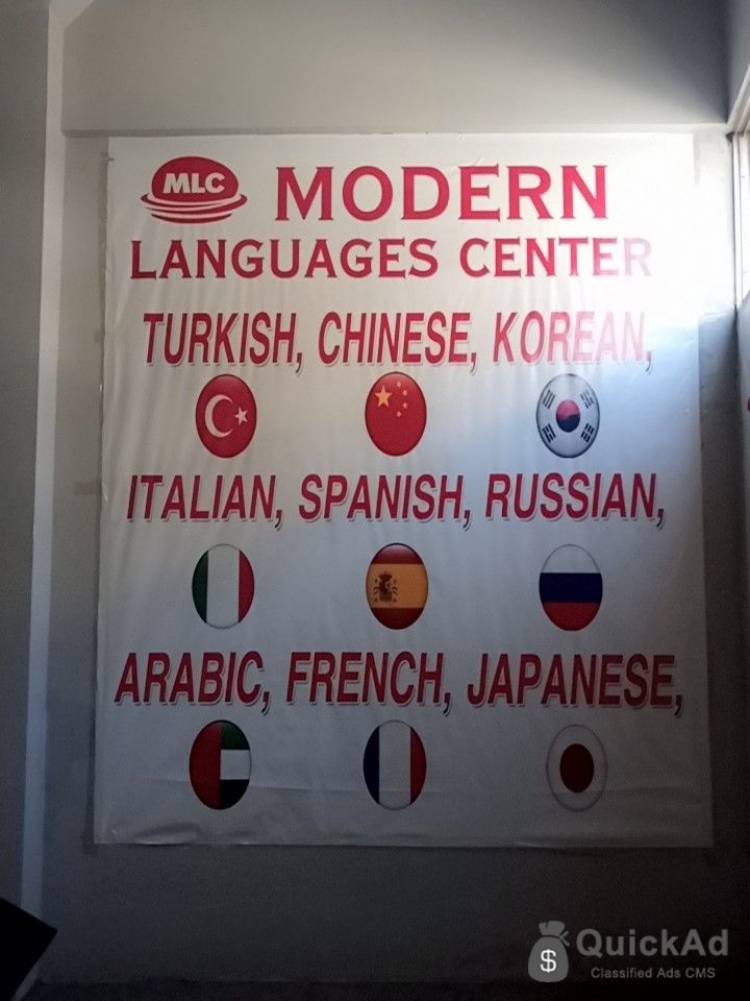 MLC MODERN
LANGUAGES CENTER
TURKISH, CHINESE, KOREAN,
ITALIAN, SPANISH, RUSSIAN,
ARABIC, FRENCH, JAPANESE,
$ QuickAd
Classified Ads CMS